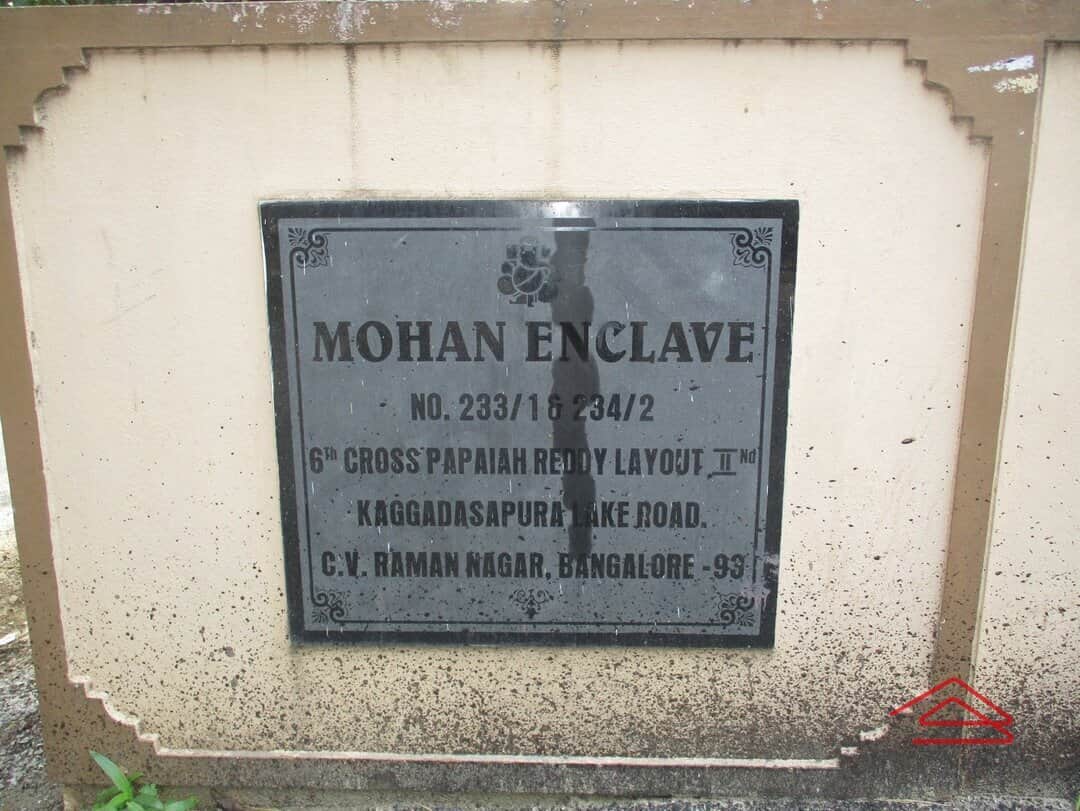 MOHAN ENCLAVE
NO. 233/1 & 234/2
6Th CROSS PAPAIAH REDDY LAYOUT IINd
KAGGADASAPURA LAKE ROAD.
C.V. RAMAN NAGAR, BANGALORE - 93